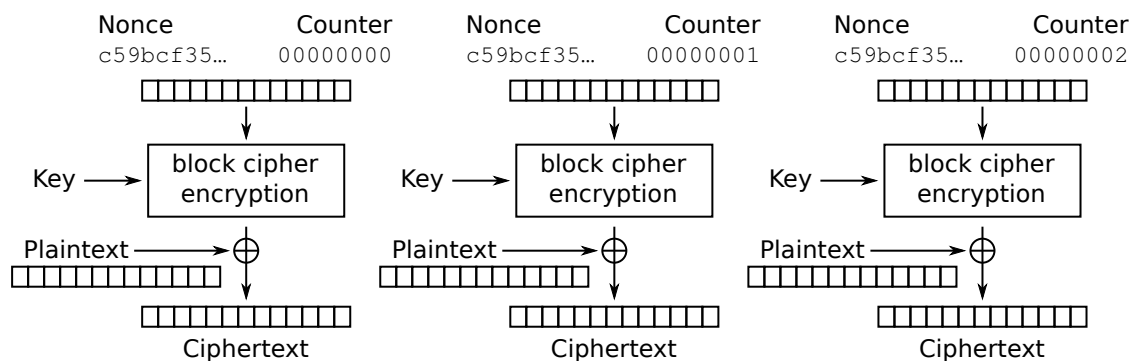 Nonce Counter Nonce Counter Nonce Counter
c59bcf35… 00000000 c59bcf35… 00000001 c59bcf35… 00000002
Key block cipher encryption Key block cipher encryption Key block cipher encryption
Plaintext Plaintext Plaintext
Ciphertext Ciphertext Ciphertext